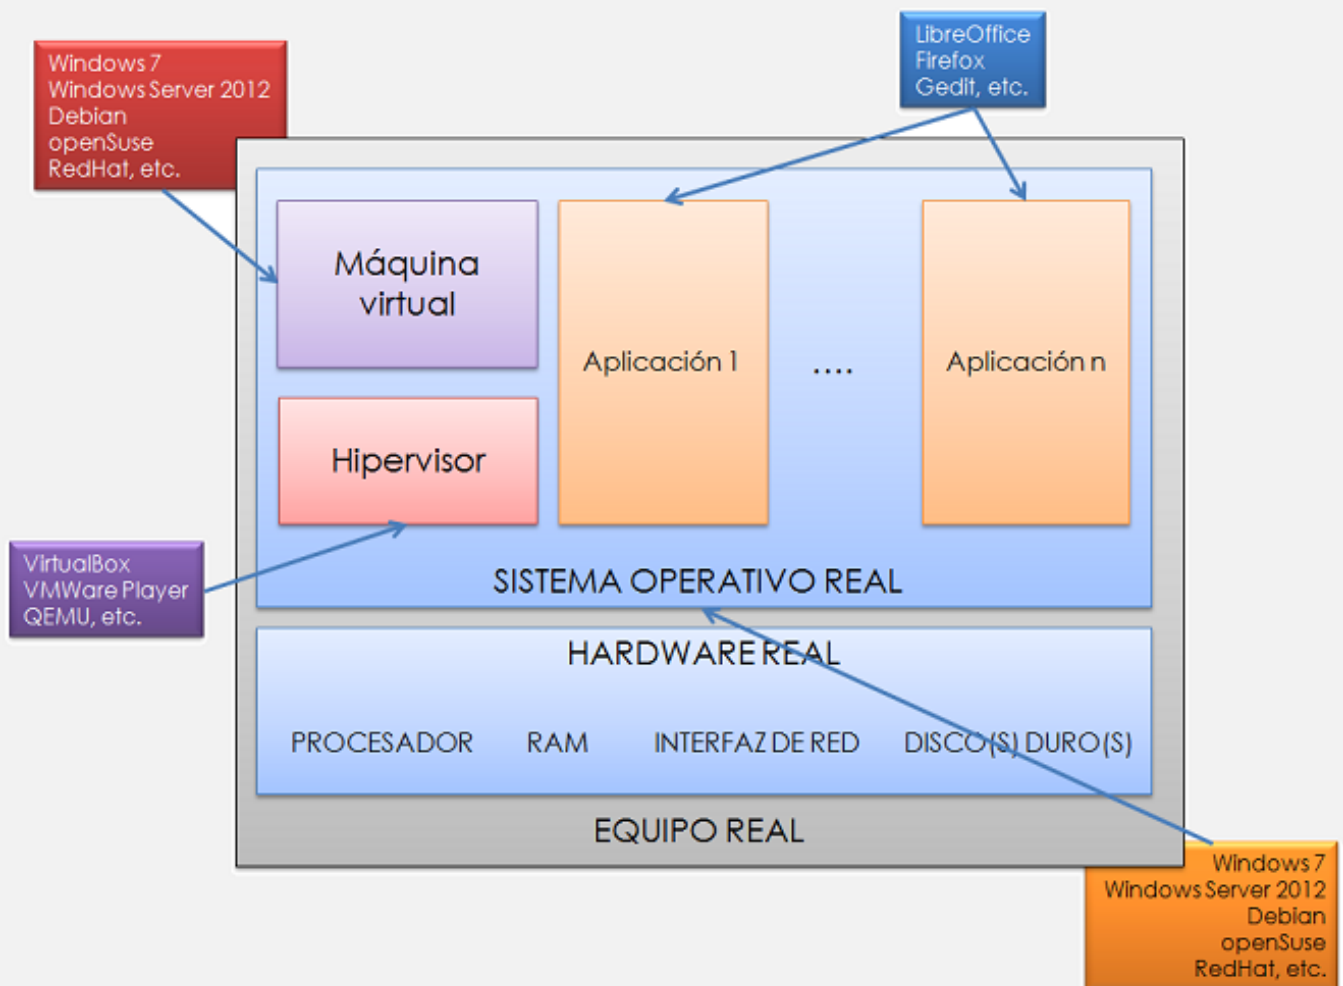 LibreOffice
Firefox
Gedit, etc.
Windows 7
Windows Server 2012
Debian
openSuse
RedHat, etc.
Máquina
virtual
Aplicación 1
....
Aplicación n
Hipervisor
VirtualBox
VMWare Player
QEMU, etc.
SISTEMA OPERATIVO REAL
HARDWARE REAL
PROCESADOR RAM INTERFAZ DE RED DISCO(S) DURO(S)
EQUIPO REAL
Windows 7
Windows Server 2012
Debian
openSuse
RedHat, etc.